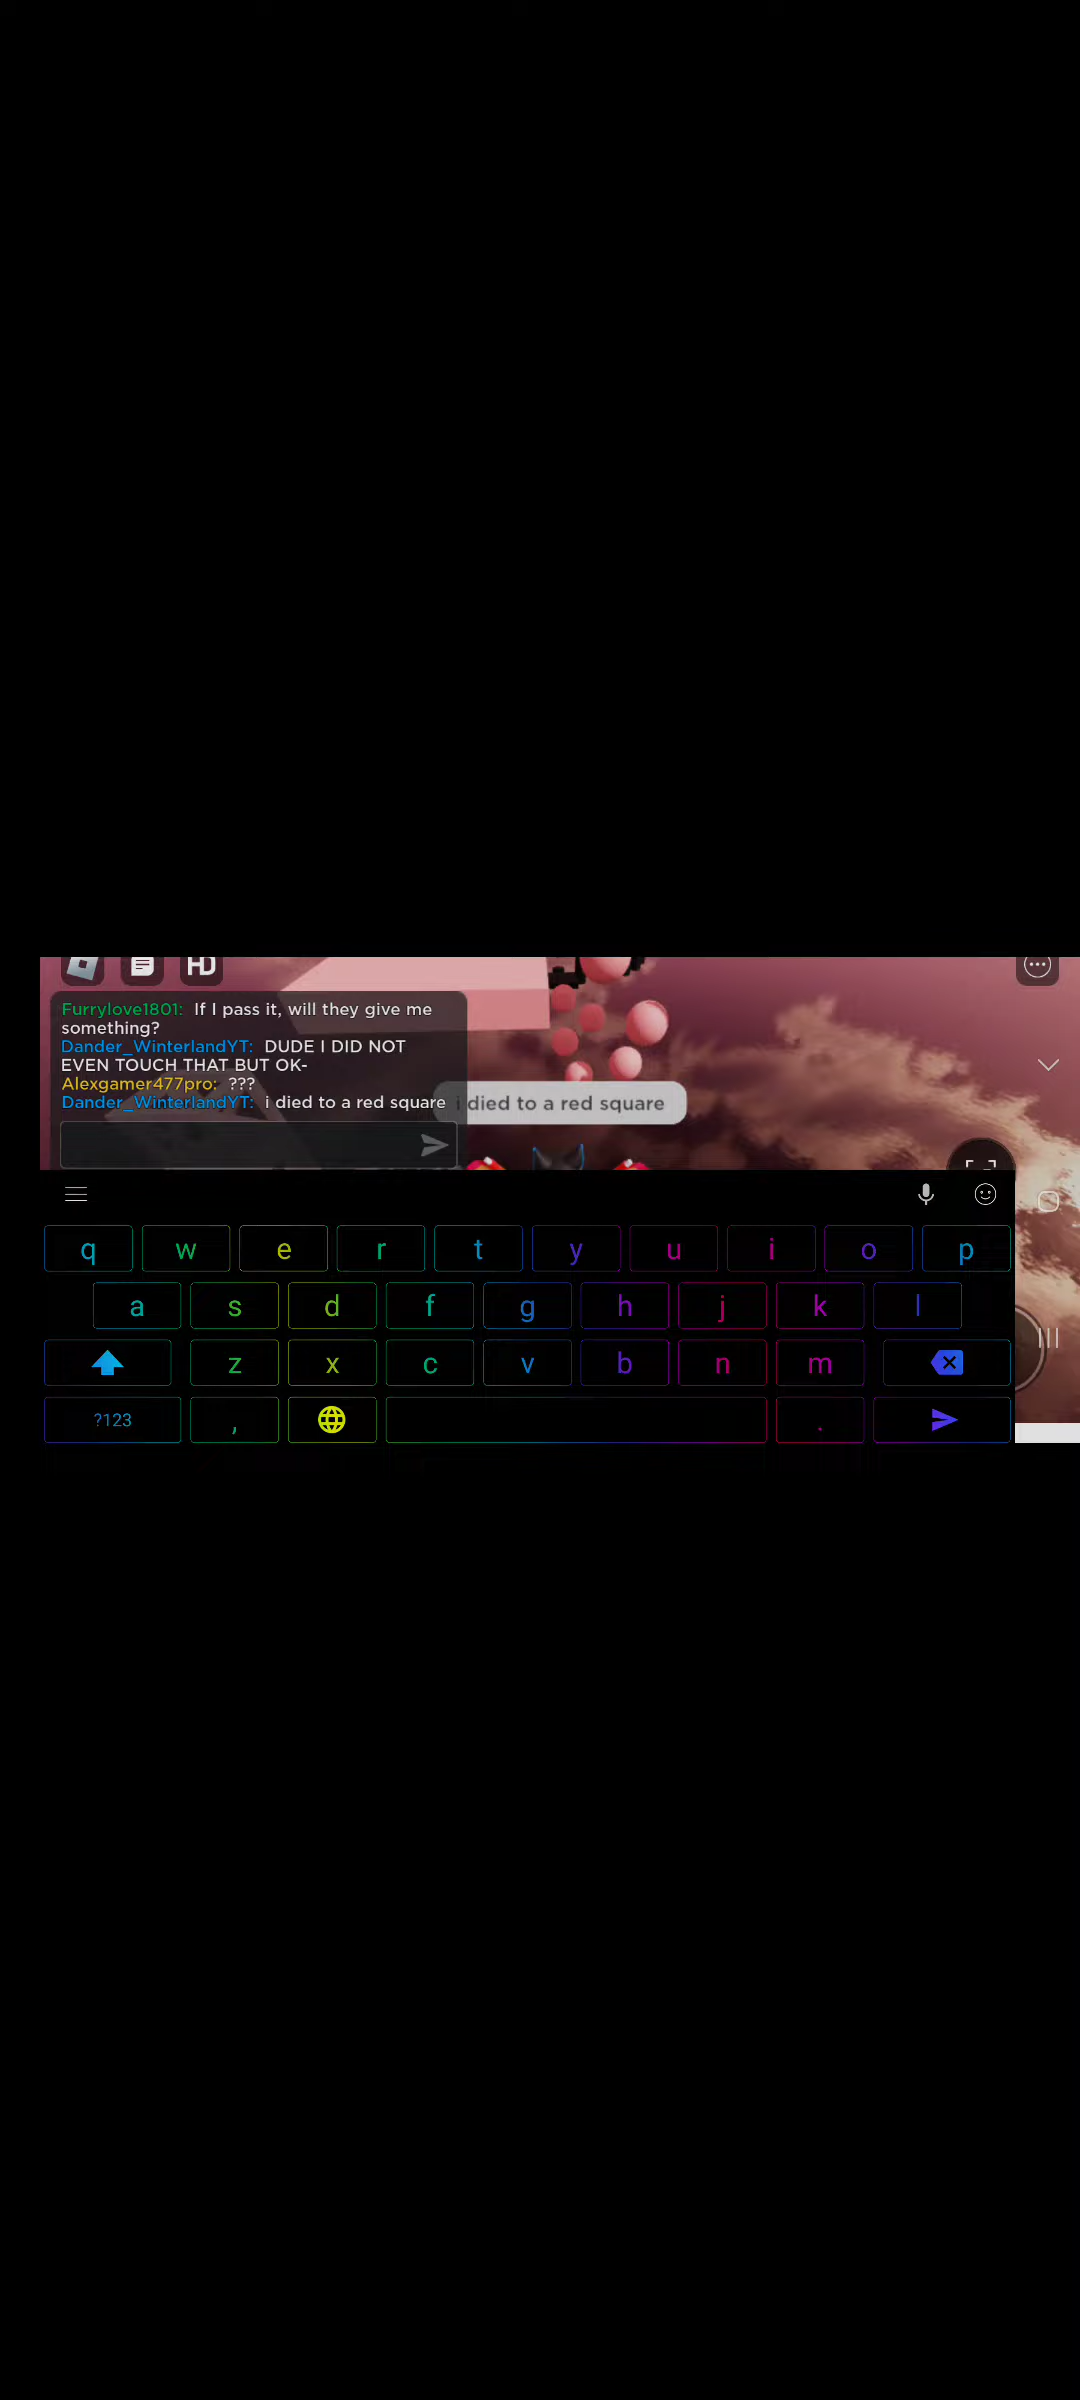 HD
Furrylove1801: If I pass it, will they give me
something?
Dander_WinterlandYT: DUDE I DID NOT
EVEN TOUCH THAT BUT OK-
Alexgamer477pro: ???
Dander_WinterlandYT: i died to a red square
i died to a red square
q w e r t y u i o p
a s d f g h j k l
z x c v b n m
?123 , .